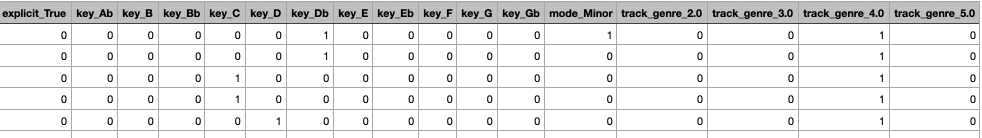 explicit_True key_Ab key_B key_Bb key_C key_D key_Db key_E key_Eb key_F key_G key_Gb mode_Minor track_genre_2.0 track_genre_3.0 track_genre_4.0 track_genre_5.0
0 0 0 0 0 0 1 0 0 0 0 0 1 0 0 1 0
0 0 0 0 0 0 1 0 0 0 0 0 0 0 0 1 0
0 0 0 0 1 0 0 0 0 0 0 0 0 0 0 1 0
0 0 0 0 1 0 0 0 0 0 0 0 0 0 0 1 0
0 0 0 0 0 1 0 0 0 0 0 0 0 0 0 1 0